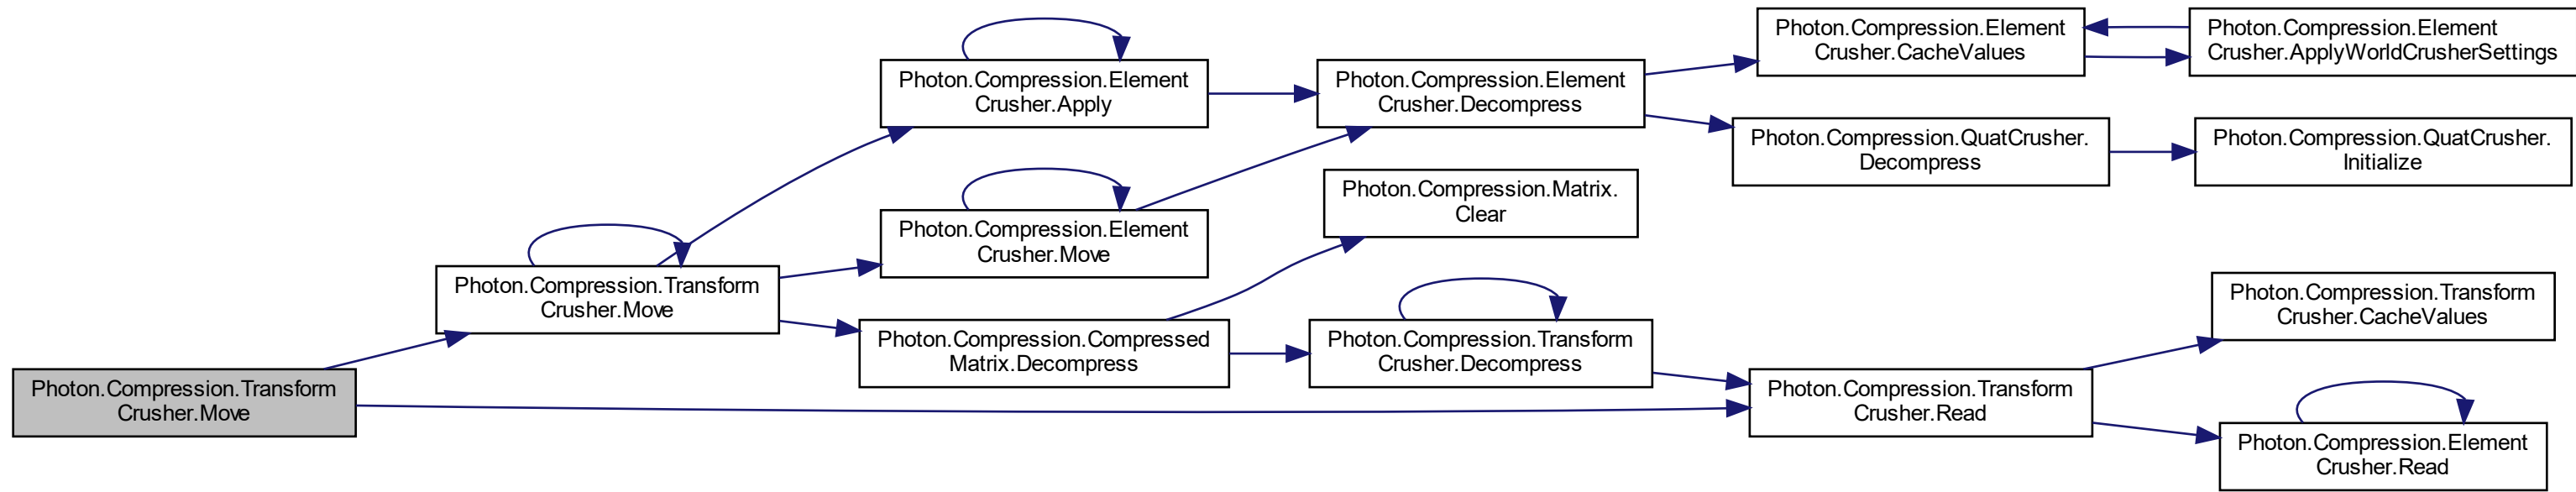 Photon.Compression.Transform
Crusher.Move
Photon.Compression.Transform
Crusher.Move
Photon.Compression.Element
Crusher.Apply
Photon.Compression.Element
Crusher.Decompress
Photon.Compression.Element
Crusher.CacheValues
Photon.Compression.Element
Crusher.ApplyWorldCrusherSettings
Photon.Compression.QuatCrusher.
Decompress
Photon.Compression.QuatCrusher.
Initialize
Photon.Compression.Element
Crusher.Move
Photon.Compression.Compressed
Matrix.Decompress
Photon.Compression.Matrix.
Clear
Photon.Compression.Transform
Crusher.Decompress
Photon.Compression.Transform
Crusher.Read
Photon.Compression.Transform
Crusher.CacheValues
Photon.Compression.Element
Crusher.Read